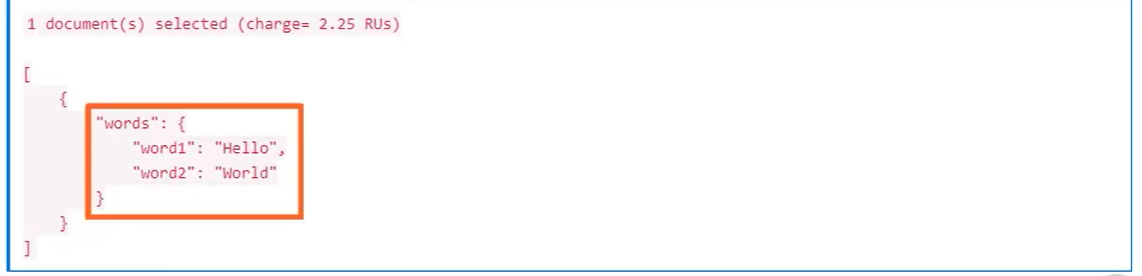 1 document(s) selected (charge= 2.25 RUs)
[
{
"words": {
"word1": "Hello",
"word2": "World"
}
}
]